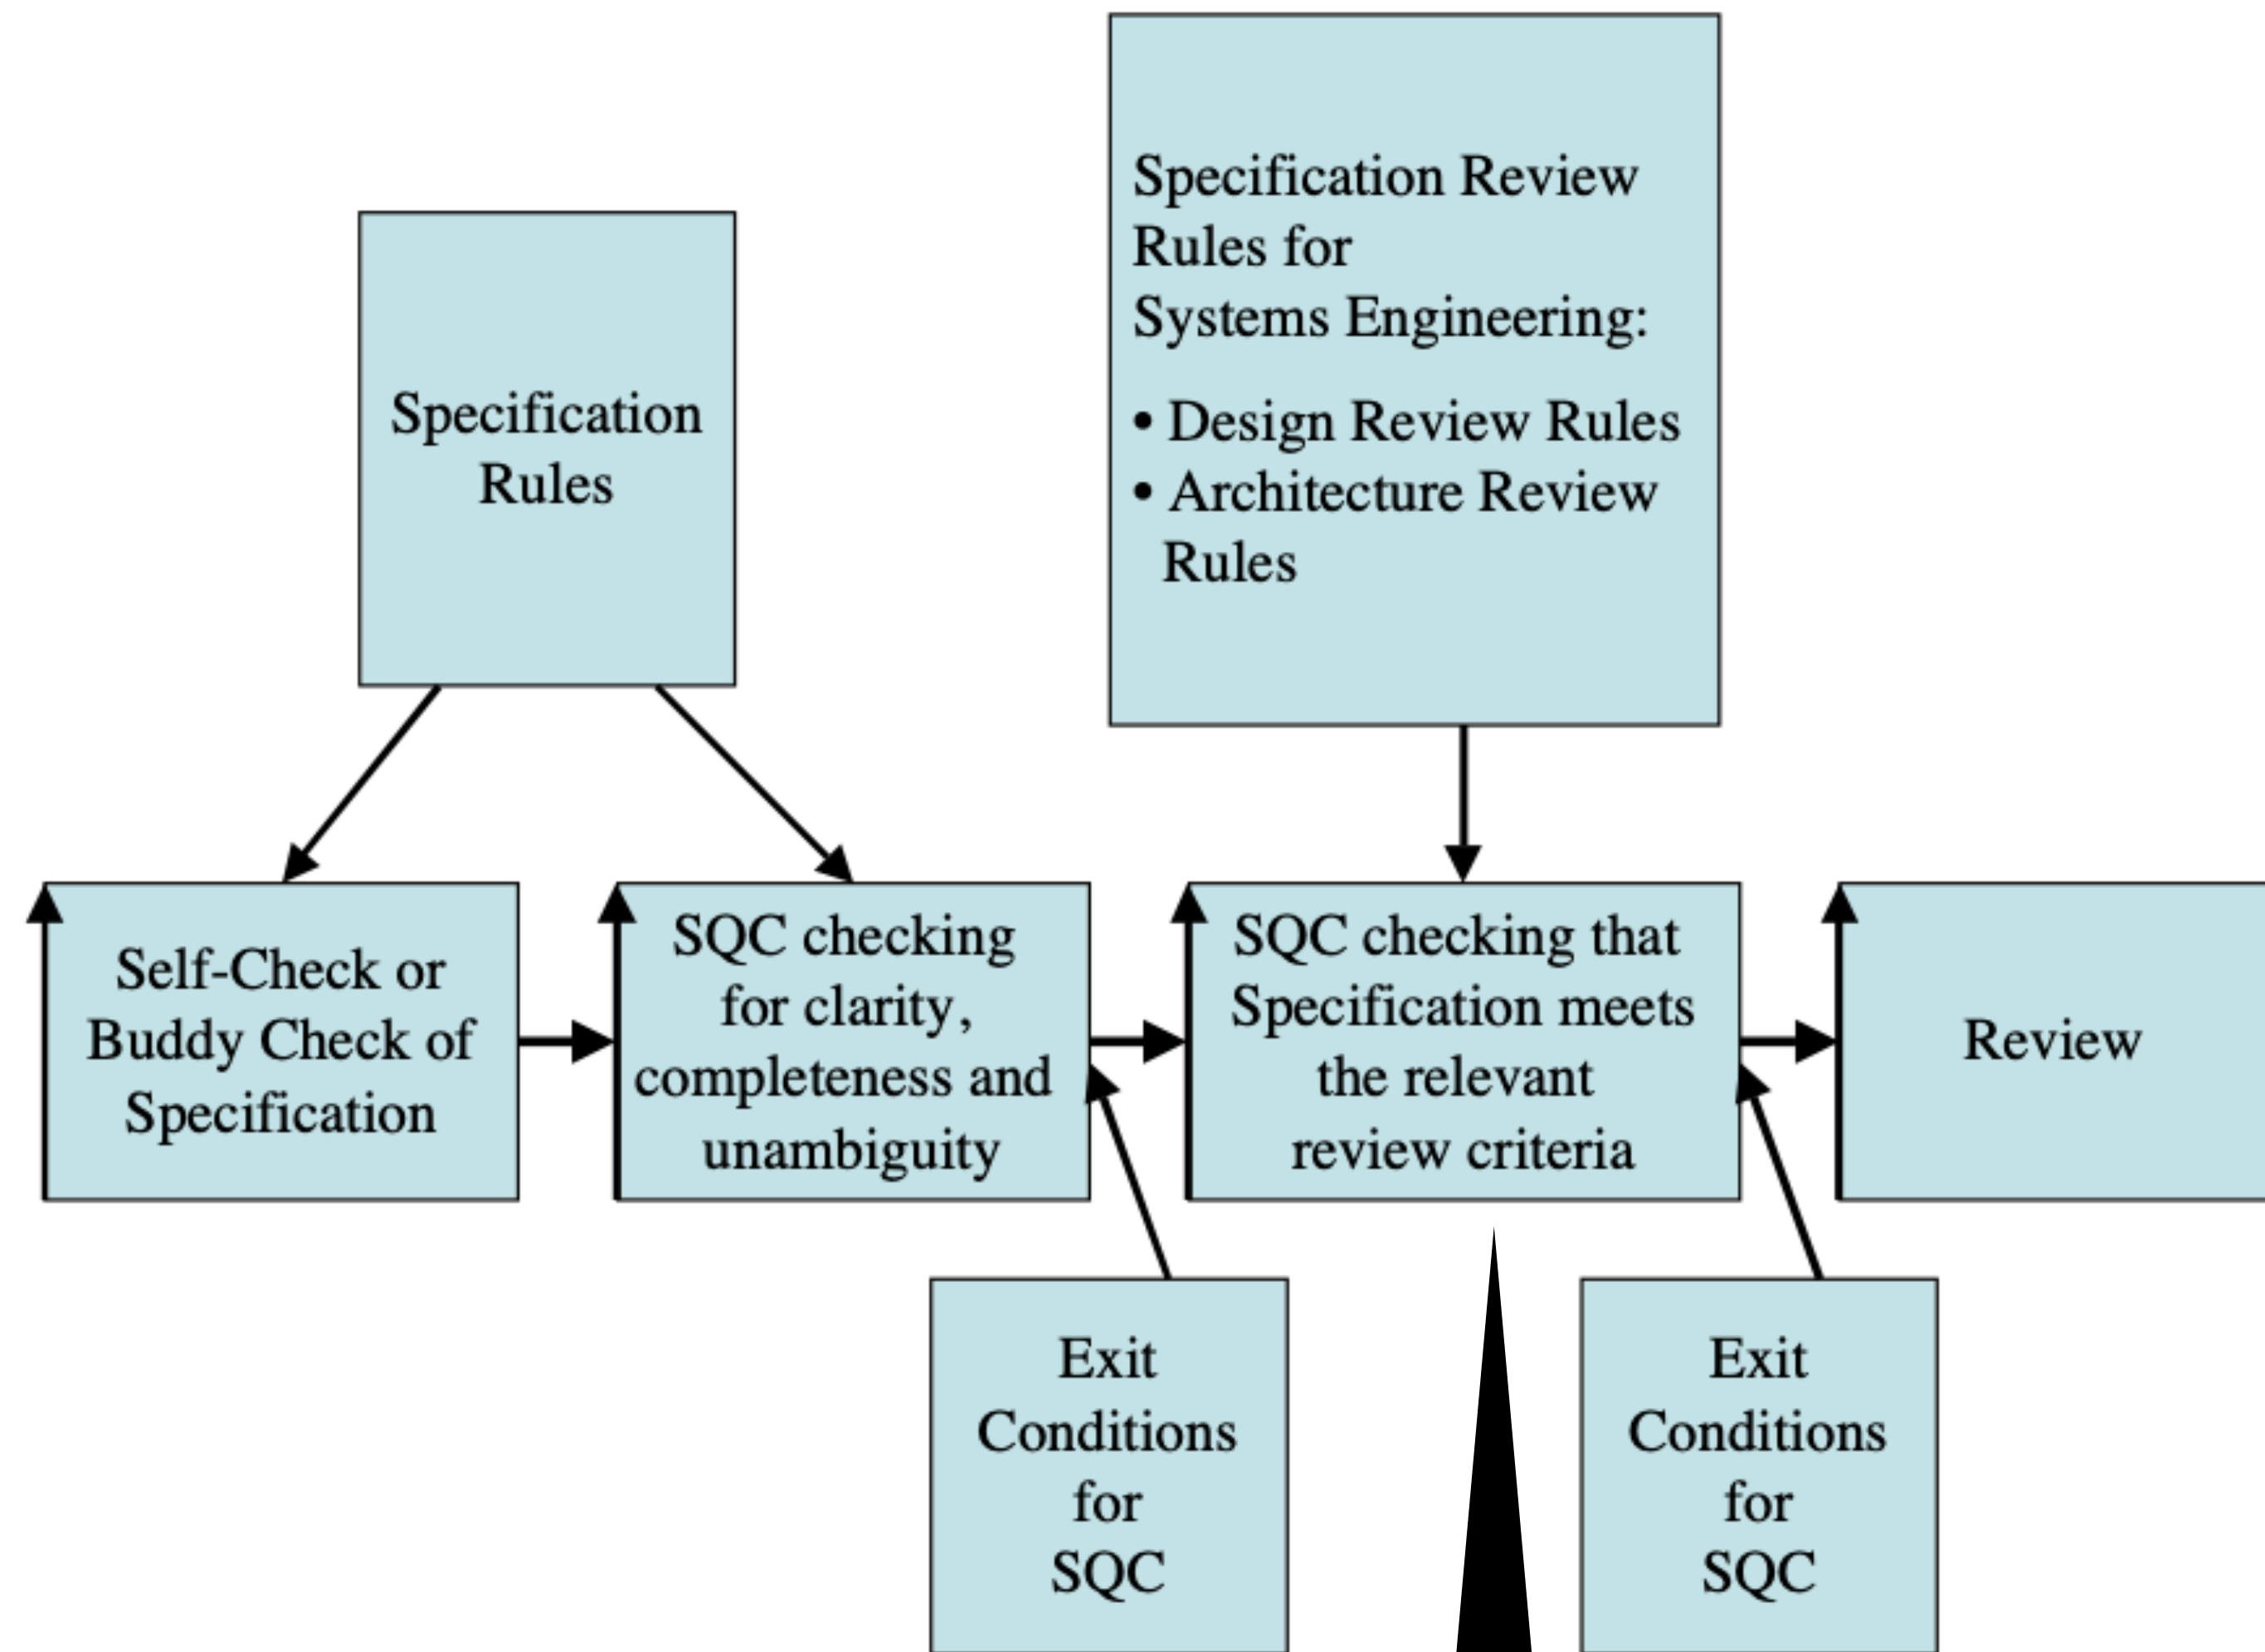 Specification
Rules
Specification Review
Rules for
Systems Engineering:
• Design Review Rules
• Architecture Review
Rules
Self-Check or
Buddy Check of
Specification
SQC checking
for clarity,
completeness and
unambiguity
SQC checking that
Specification meets
the relevant
review criteria
Review
Exit
Conditions
for
SQC
Exit
Conditions
for
SQC